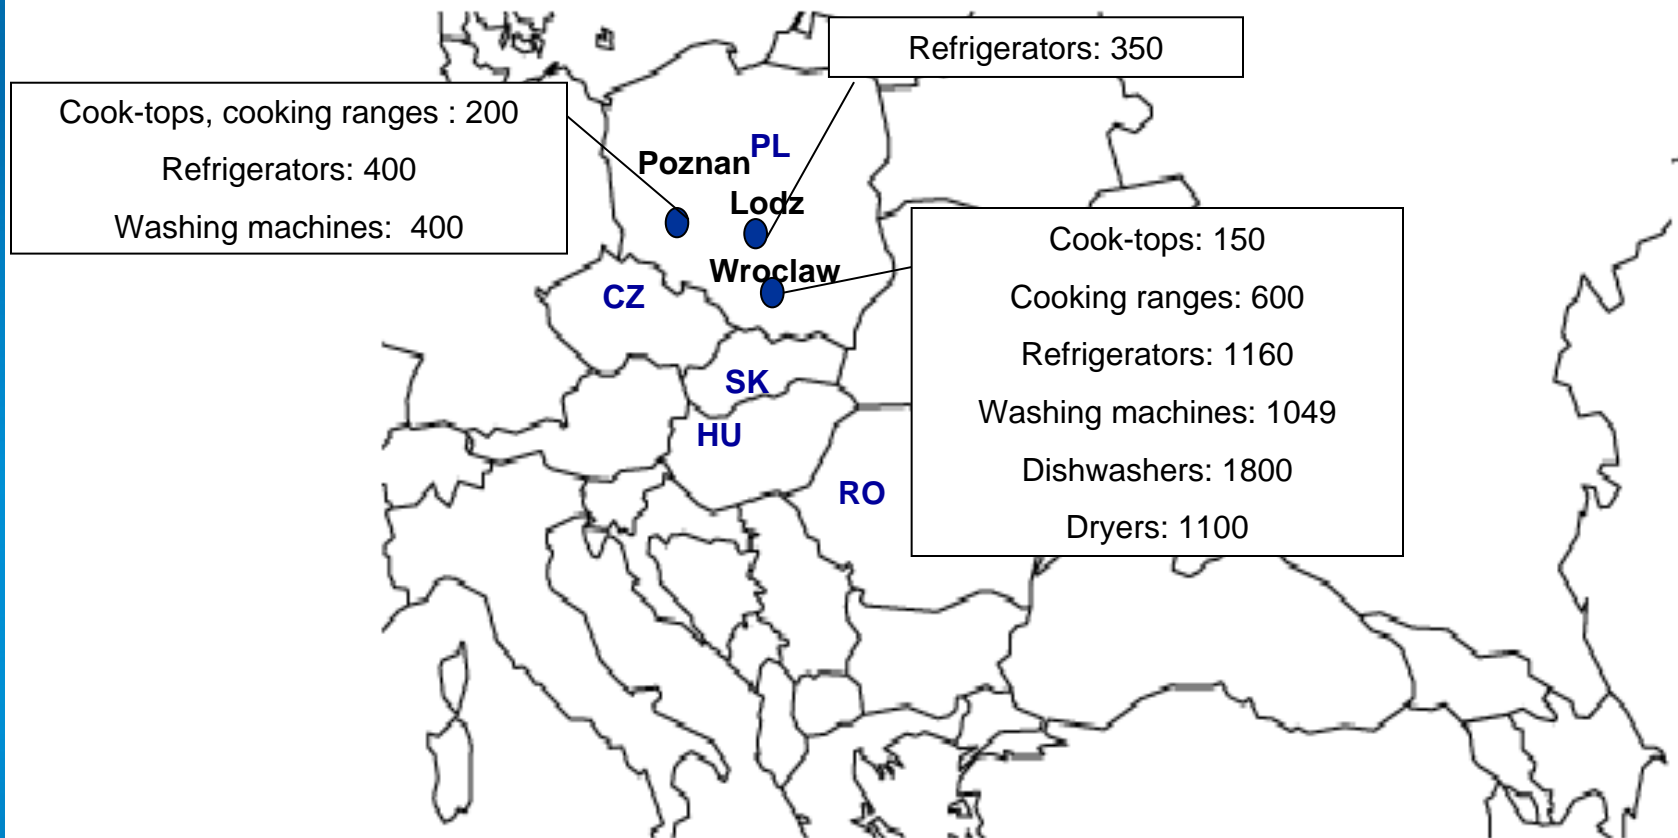 Refrigerators: 350
Cook-tops, cooking ranges : 200
Refrigerators: 400
Washing machines:  400
PL
Poznan
Lodz
Wroclaw
Cook-tops: 150
Cooking ranges: 600
Refrigerators: 1160
Washing machines: 1049
Dishwashers: 1800
Dryers: 1100
CZ
SK
HU
RO